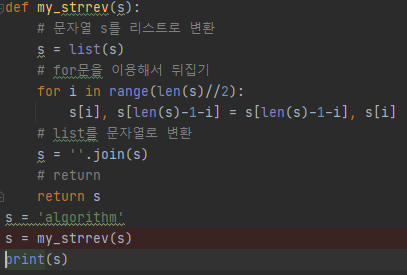 def my_strrev(s):
    # 문자열 s를 리스트로 변환
    s = list(s)
    # for문을 이용해서 뒤집기
    for i in range(len(s)//2):
        s[i], s[len(s)-1-i] = s[len(s)-1-i], s[i]
    # list를 문자열로 변환
    s = ''.join(s)
    # return
    return s
s = 'algorithm'
s = my_strrev(s)
print(s)